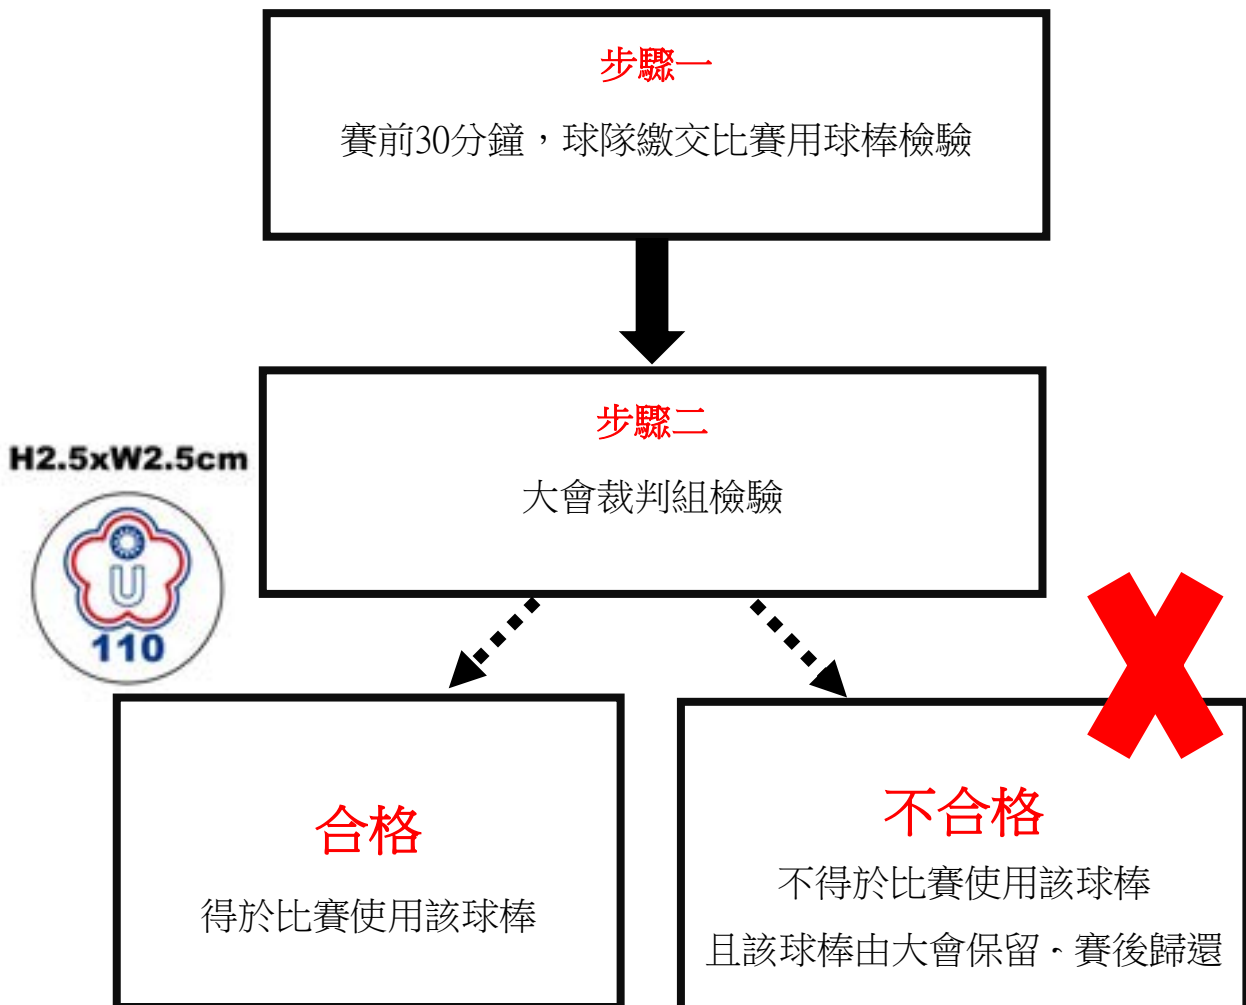 步驟一
賽前30分鐘，球隊繳交比賽用球棒檢驗
步驟二
大會裁判組檢驗
H2.5xW2.5cm
U
110
合格
得於比賽使用該球棒
不合格
不得於比賽使用該球棒
且該球棒由大會保留，賽後歸還